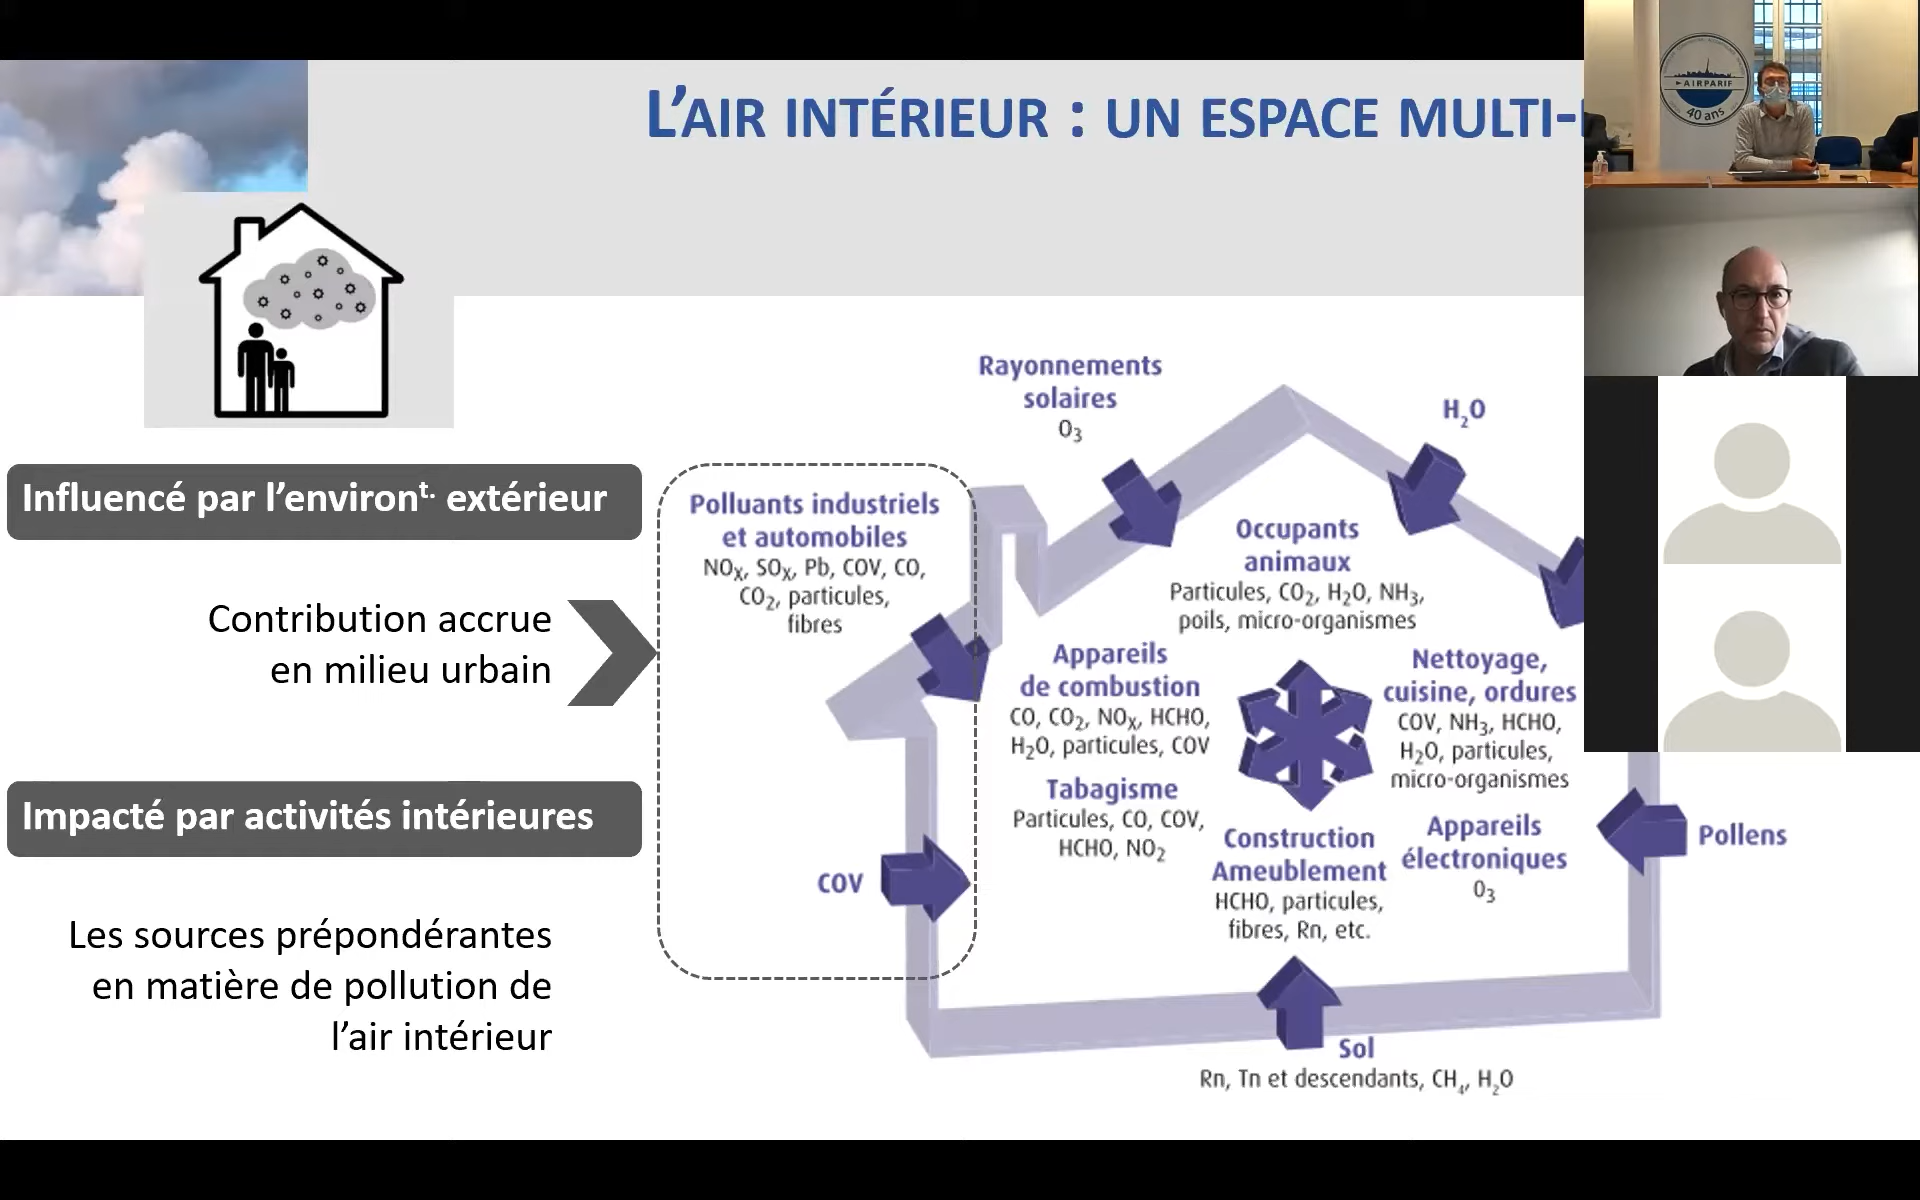 L'AIR INTÉRIEUR : UN ESPACE MULTI-
AIRPARIF
40 ans
Influencé par l'environt. extérieur
Contribution accrue
en milieu urbain
Impacté par activités intérieures
Les sources prépondérantes
en matière de pollution de
l'air intérieur
Rayonnements
solaires
O3
H2O
Polluants industriels
et automobiles
NOX, SOX, Pb, COV, CO,
CO2, particules,
fibres
Occupants
animaux
Particules, CO2, H2O, NH3,
poils, micro-organismes
Appareils
de combustion
CO, CO2, NOX, HCHO,
H2O, particules, COV
Nettoyage,
cuisine, ordures
COV, NH3, HCHO,
H2O, particules,
micro-organismes
Tabagisme
Particules, CO, COV,
HCHO, NO2
Construction
Ameublement
HCHO, particules,
fibres, Rn, etc.
Appareils
électroniques
O3
COV
Pollens
Sol
Rn, Tn et descendants, CH4, H2O